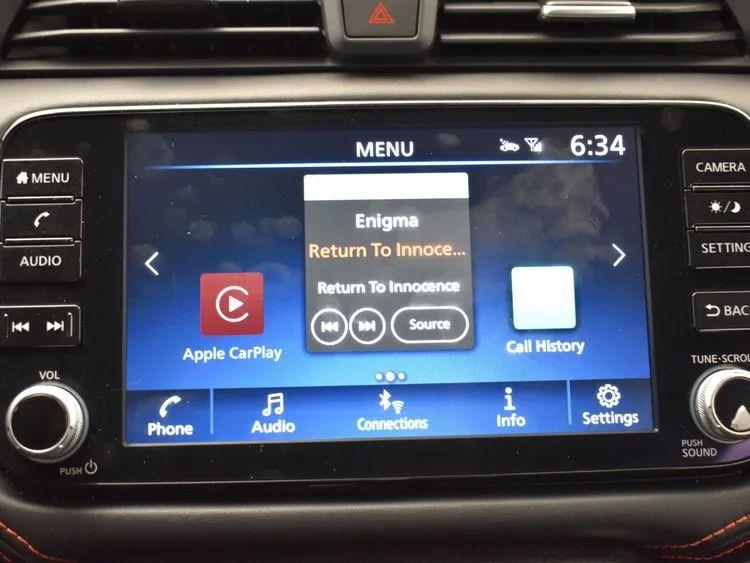 MENU
6:34
MENU
AUDIO
VOL
PUSH
Enigma
Return To Innoce...
Return To Innocence
Source
Apple CarPlay
Call History
Phone
Audio
Connections
Info
Settings
CAMERA
SETTING
BAC
TUNE·SCROL
PUSH
SOUND